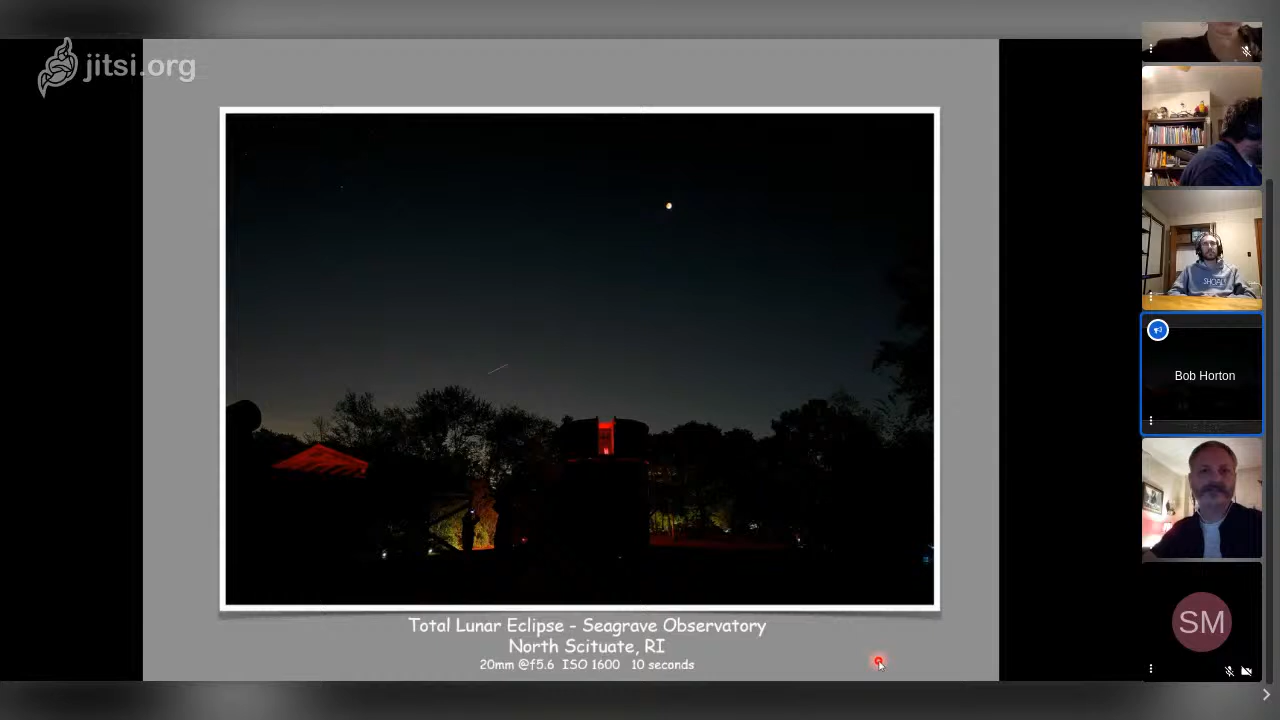 jitsi.org
Total Lunar Eclipse - Seagrave Observatory
North Scituate, RI
20mm @f5.6 ISO 1600 10 seconds
Bob Horton
SM